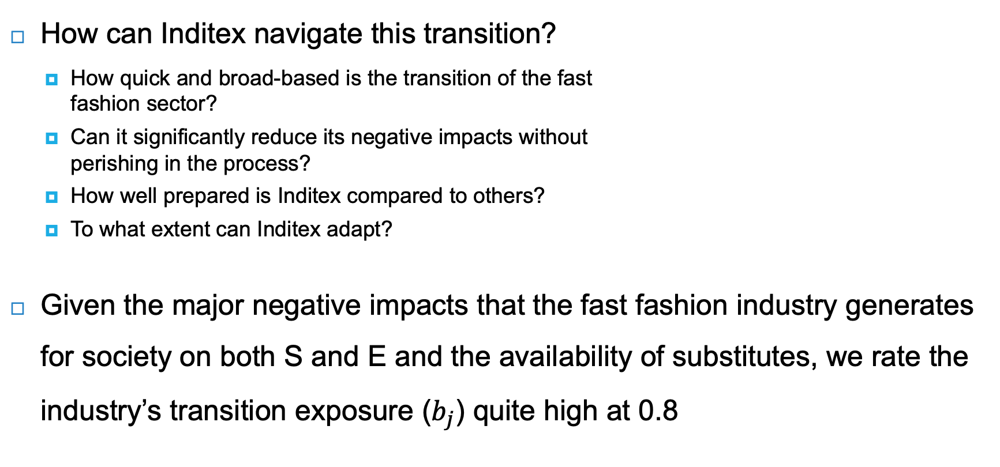 How can Inditex navigate this transition?
How quick and broad-based is the transition of the fast
fashion sector?
Can it significantly reduce its negative impacts without
perishing in the process?
How well prepared is Inditex compared to others?
To what extent can Inditex adapt?
Given the major negative impacts that the fast fashion industry generates
for society on both S and E and the availability of substitutes, we rate the
industry’s transition exposure (𝑏ⱼ) quite high at 0.8